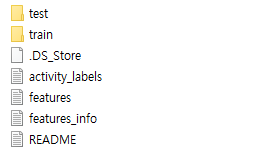 test
train
.DS_Store
activity_labels
features
features_info
README